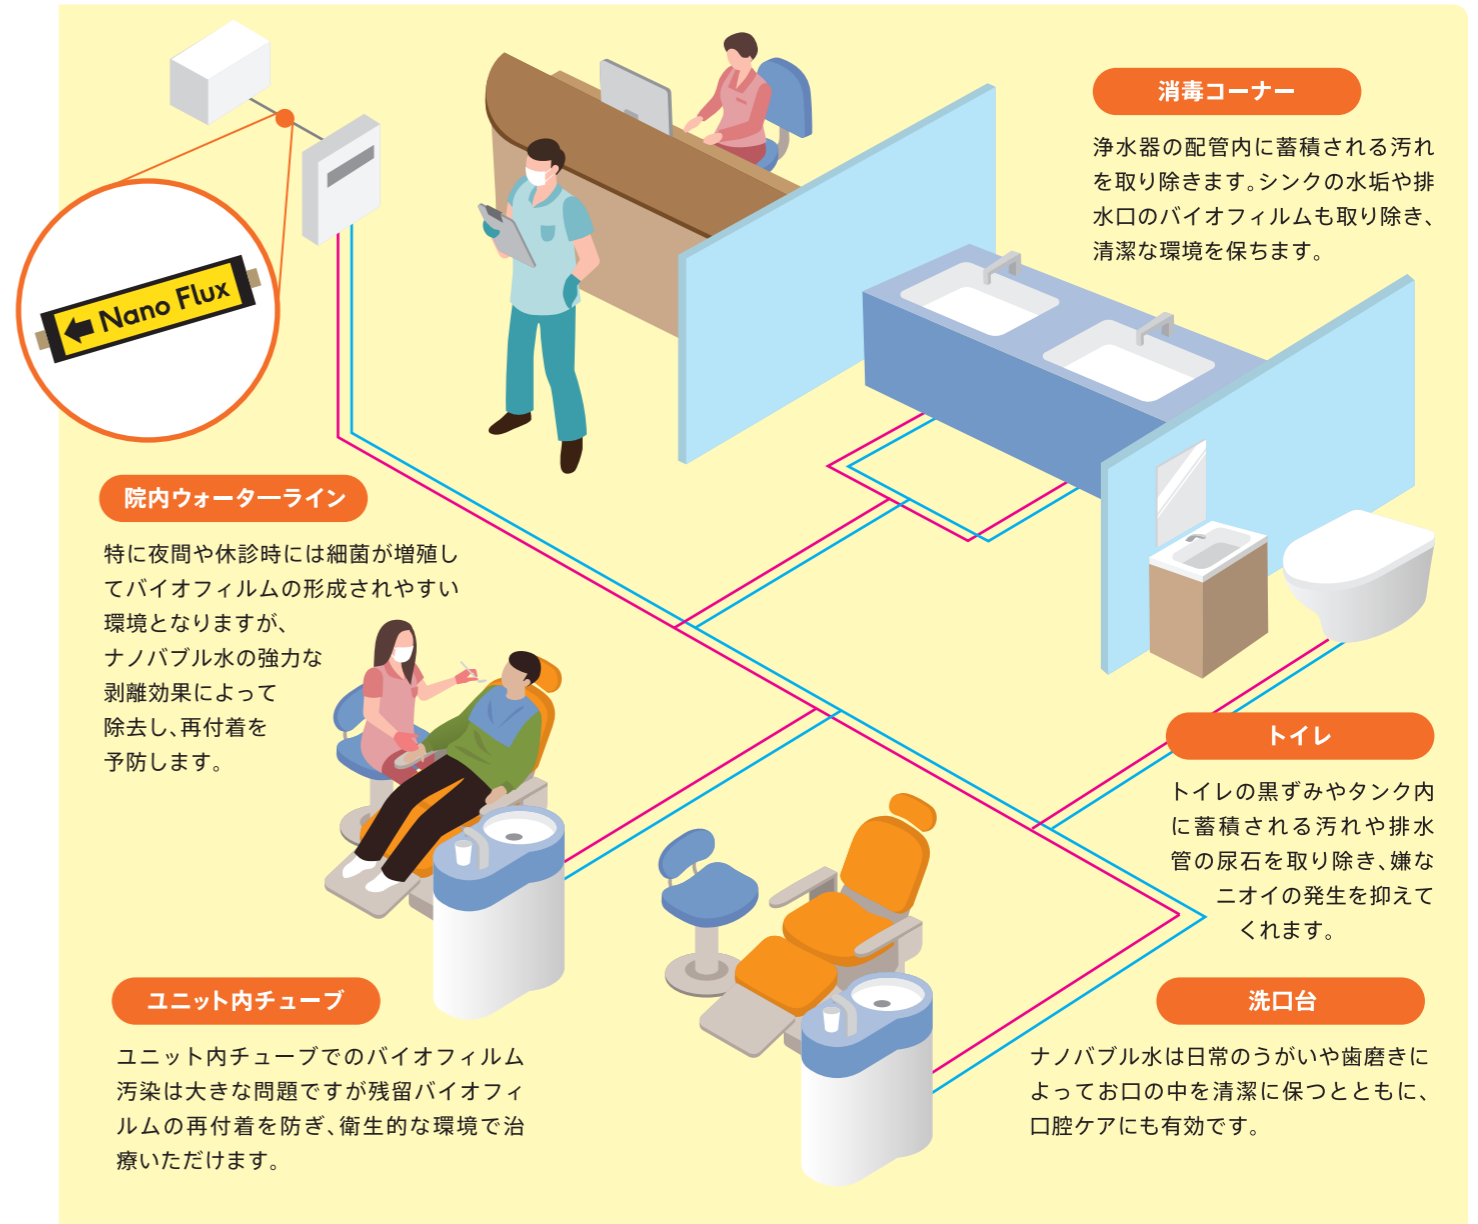 消毒コーナー
浄水器の配管内に蓄積される汚れ
を取り除きます。シンクの水垢や排
水口のバイオフィルムも取り除き、
清潔な環境を保ちます。
Nano Flux
院内ウォーターライン
特に夜間や休診時には細菌が増殖し
てバイオフィルムの形成されやすい
環境となりますが、
ナノバブル水の強力な
剥離効果によって
除去し、再付着を
予防します。
トイレ
トイレの黒ずみやタンク内
に蓄積される汚れや排水
管の尿石を取り除き、嫌な
ニオイの発生を抑えて
くれます。
ユニット内チューブ
ユニット内チューブでのバイオフィルム
汚染は大きな問題ですが残留バイオフィ
ルムの再付着を防ぎ、衛生的な環境で治
療いただけます。
洗口台
ナノバブル水は日常のうがいや歯磨きに
よってお口の中を清潔に保つとともに、
口腔ケアにも有効です。